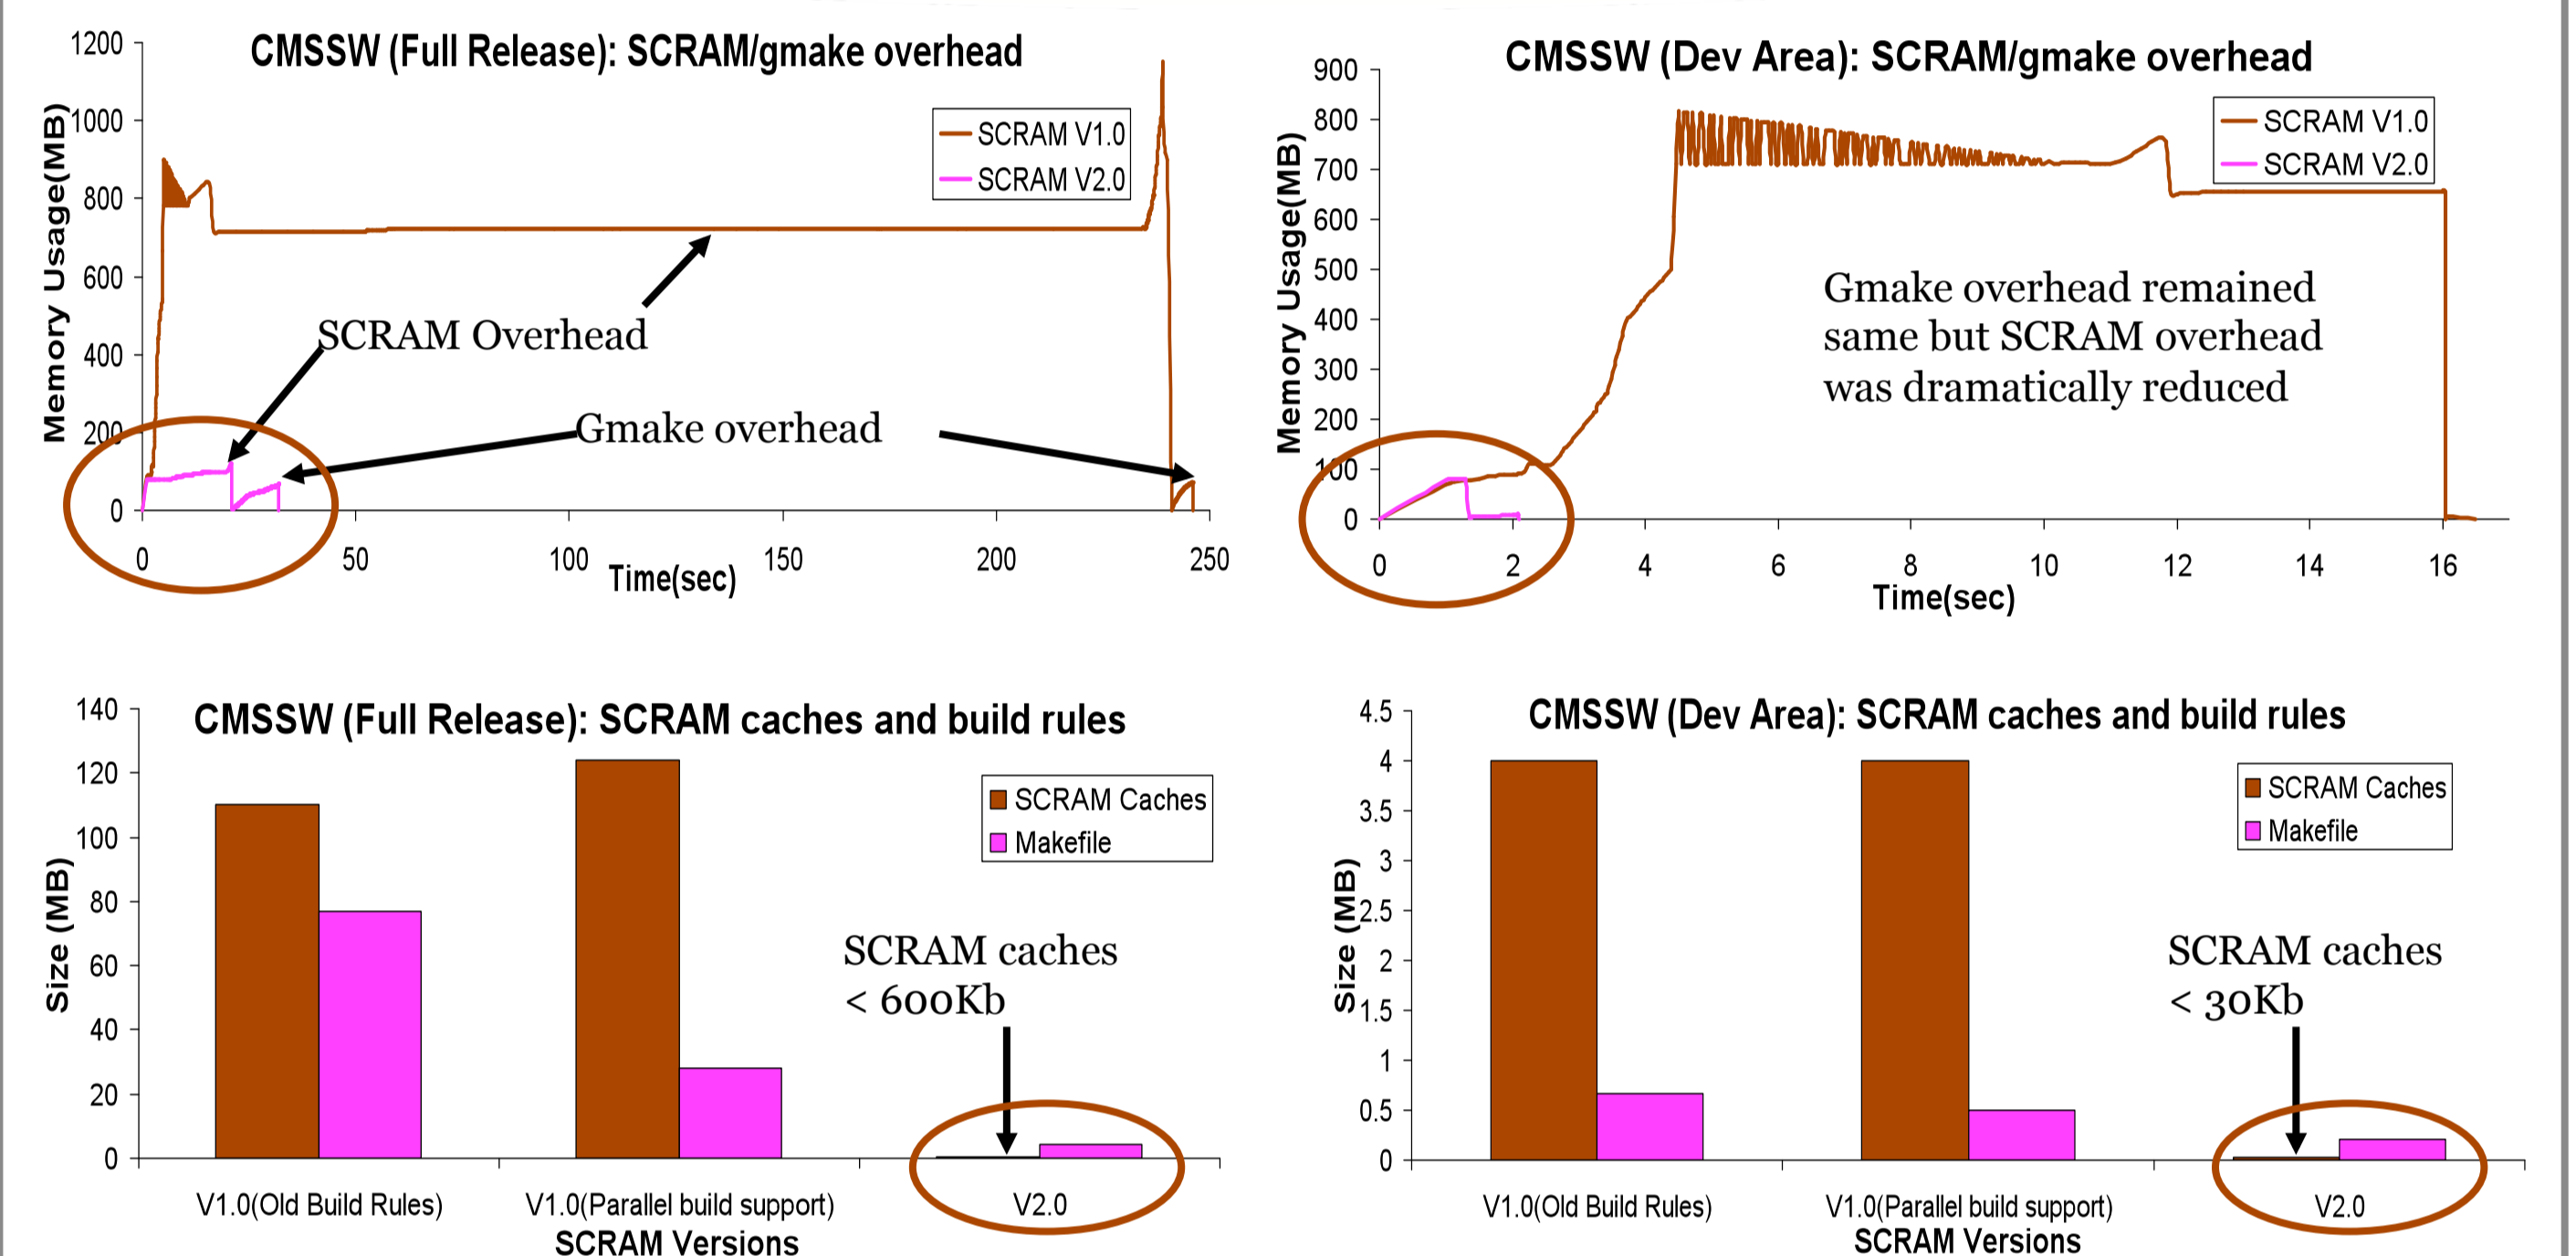 CMSSW (Full Release): SCRAM/gmake overhead
Memory Usage(MB)
1200
1000
800
600
400
200
0
SCRAM V1.0
SCRAM V2.0
SCRAM Overhead
Gmake overhead
0 50 100 150 200 250
Time(sec)
CMSSW (Dev Area): SCRAM/gmake overhead
Memory Usage(MB)
900
800
700
600
500
400
300
200
100
0
SCRAM V1.0
SCRAM V2.0
Gmake overhead remained
same but SCRAM overhead
was dramatically reduced
0 2 4 6 8 10 12 14 16
Time(sec)
CMSSW (Full Release): SCRAM caches and build rules
Size (MB)
140
120
100
80
60
40
20
0
SCRAM Caches
Makefile
SCRAM caches
< 600Kb
V1.0(Old Build Rules) V1.0(Parallel build support) V2.0
SCRAM Versions
CMSSW (Dev Area): SCRAM caches and build rules
Size (MB)
4.5
4
3.5
3
2.5
2
1.5
1
0.5
0
SCRAM Caches
Makefile
SCRAM caches
< 30Kb
V1.0(Old Build Rules) V1.0(Parallel build support) V2.0
SCRAM Versions